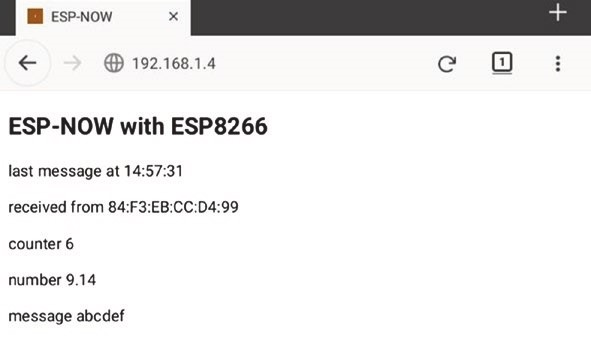 ESP-NOW
192.168.1.4
1
ESP-NOW with ESP8266
last message at 14:57:31
received from 84:F3:EB:CC:D4:99
counter 6
number 9.14
message abcdef